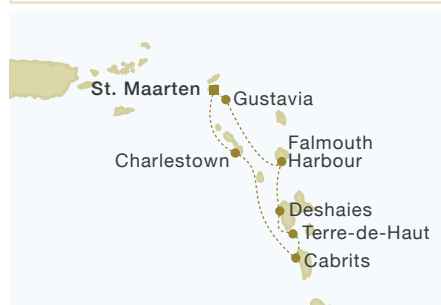 St. Maarten
Gustavia
Charlestown
Falmouth
Harbour
Deshaies
Terre-de-Haut
Cabrits